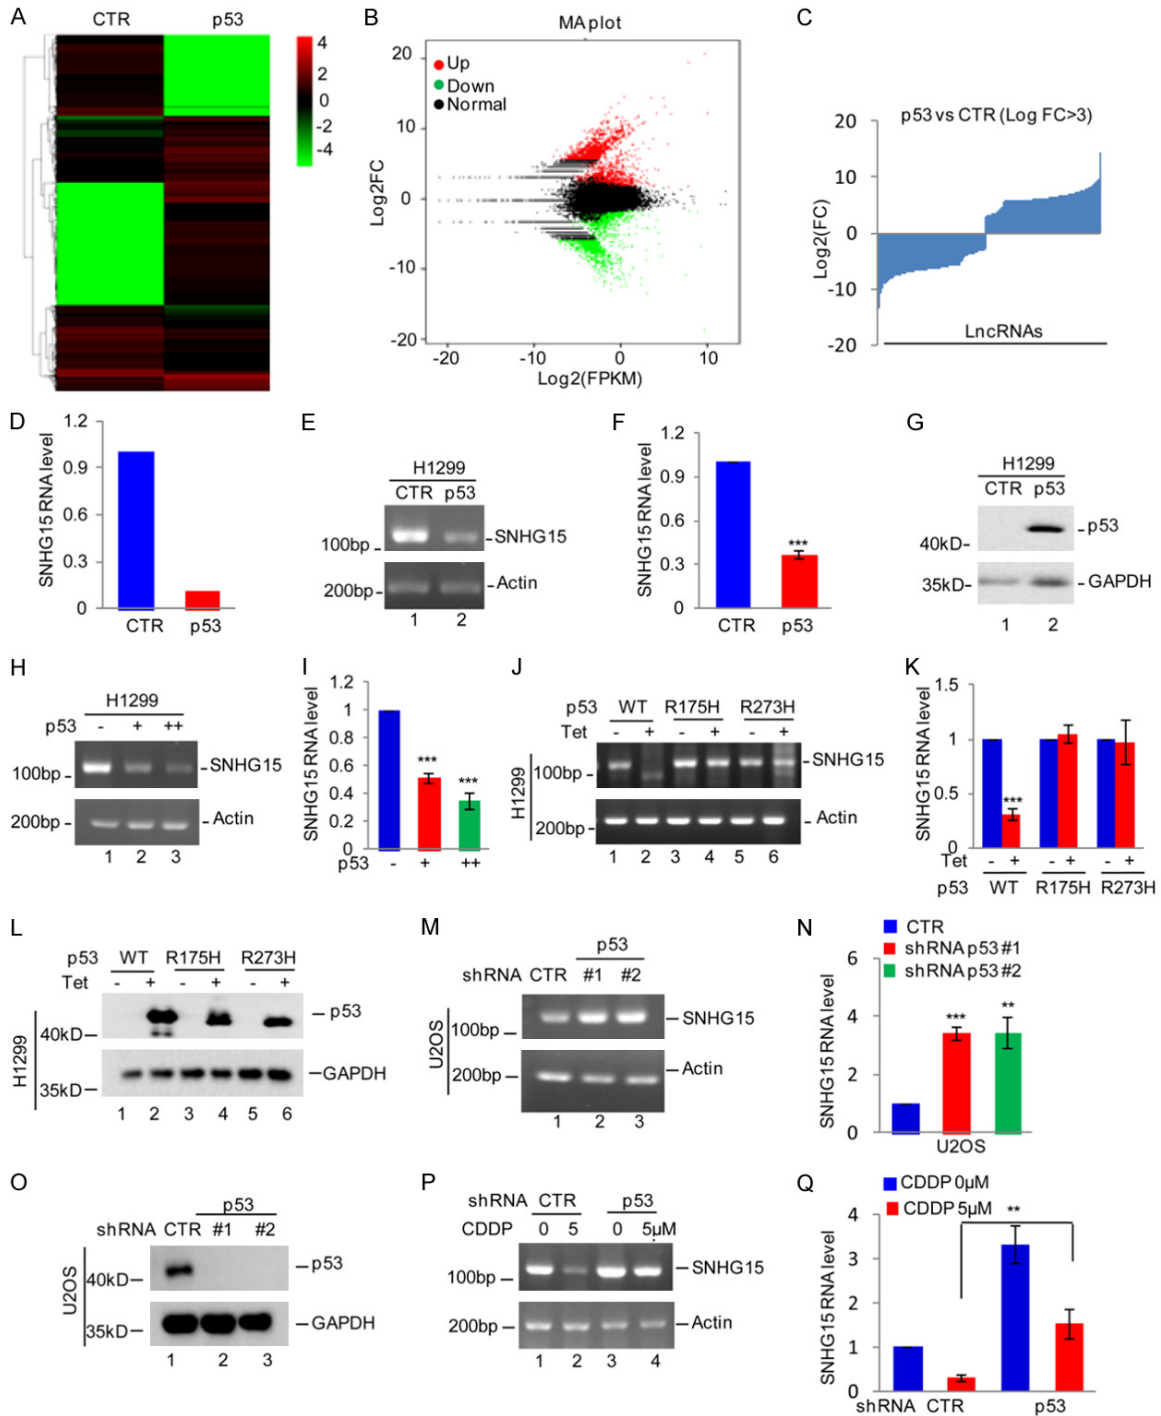 A
CTR p53
4
2
0
-2
-4
B
MA plot
Up
Down
Normal
20
10
0
-10
-20
Log2FC
-20 -10 0 10
Log2(FPKM)
C
p53 vs CTR (Log FC>3)
20
10
0
-10
-20
Log2(FC)
LncRNAs
D
1.2
0.9
0.6
0.3
0
SNHG15 RNA level
CTR p53
E
H1299
CTR p53
100bp
SNHG15
200bp
Actin
1 2
F
1.2
0.9
0.6
0.3
0
SNHG15 RNA level
***
CTR p53
G
H1299
CTR p53
p53
40kD
35kD
GAPDH
1 2
H
H1299
p53 - + ++
SNHG15
100bp
Actin
200bp
1 2 3
I
1.2
1
0.8
0.6
0.4
0.2
0
SNHG15 RNA level
***
***
p53 - + ++
J
p53 WT R175H R273H
Tet - + - + - +
H1299
SNHG15
100bp
Actin
200bp
1 2 3 4 5 6
K
1.5
1
0.5
0
SNHG15 RNA level
***
Tet - + - + - +
p53 WT R175H R273H
L
p53 WT R175H R273H
Tet - + - + - +
H1299
p53
40kD
GAPDH
35kD
1 2 3 4 5 6
M
p53
shRNA CTR #1 #2
U2OS
SNHG15
100bp
Actin
200bp
1 2 3
N
CTR
shRNA p53 #1
shRNA p53 #2
6
4
2
0
SNHG15 RNA level
***
**
U2OS
O
p53
shRNA CTR #1 #2
U2OS
p53
40kD
GAPDH
35kD
1 2 3
P
shRNA CTR p53
CDDP 0 5 0 5µM
SNHG15
100bp
Actin
200bp
1 2 3 4
Q
CDDP 0µM
CDDP 5µM
4
3
2
1
0
SNHG15 RNA level
**
shRNA CTR p53